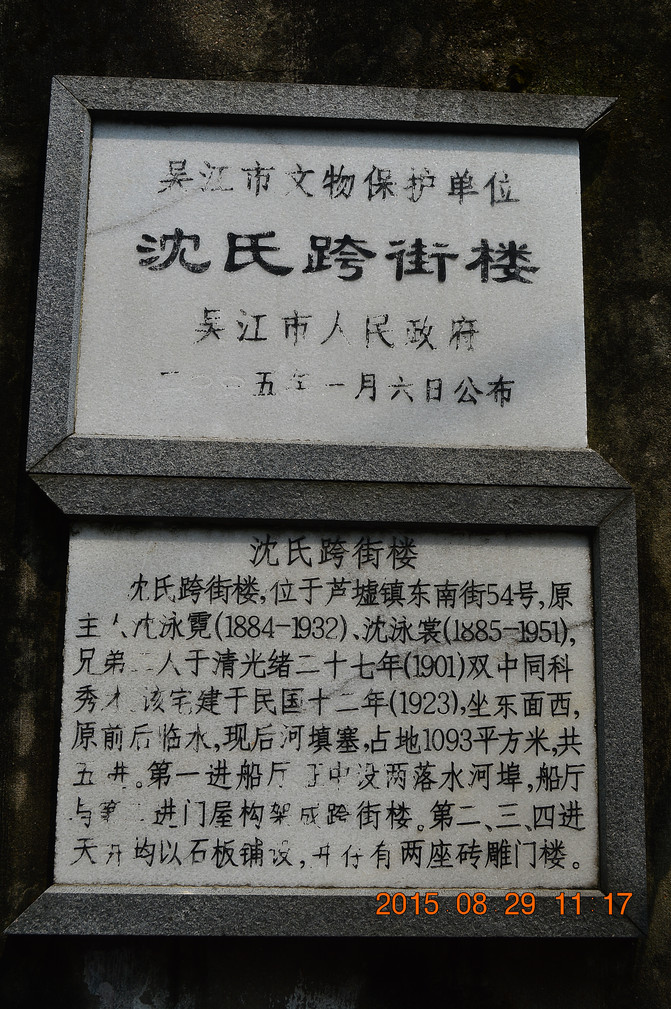 吴江市文物保护单位
沈氏跨街楼
吴江市人民政府
二〇〇五年一月六日公布
沈氏跨街楼
沈氏跨街楼,位于芦墟镇东南街54号,原
主人沈泳霓(1884-1932)、沈泳裳(1885-1951),
兄弟二人于清光绪二十七年(1901)双中同科
秀才。该宅建于民国十二年(1923),坐东面西,
原前后临水,现后河填塞,占地1093平方米,共
五进。第一进船厅正中设两落水河埠,船厅
与第二进门屋构架成跨街楼。第二、三、四进
天井均以石板铺设,并存有两座砖雕门楼。
2015 08 29 11:17